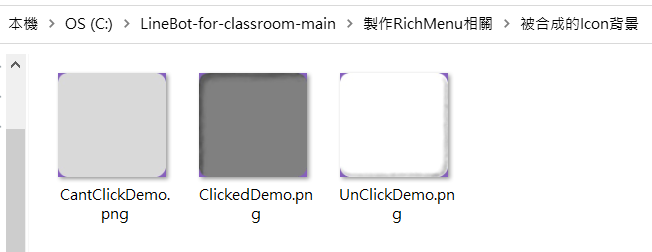 本機 › OS (C:) › LineBot-for-classroom-main › 製作RichMenu相關 › 被合成的Icon背景
CantClickDemo.
png
ClickedDemo.pn
g
UnClickDemo.pn
g